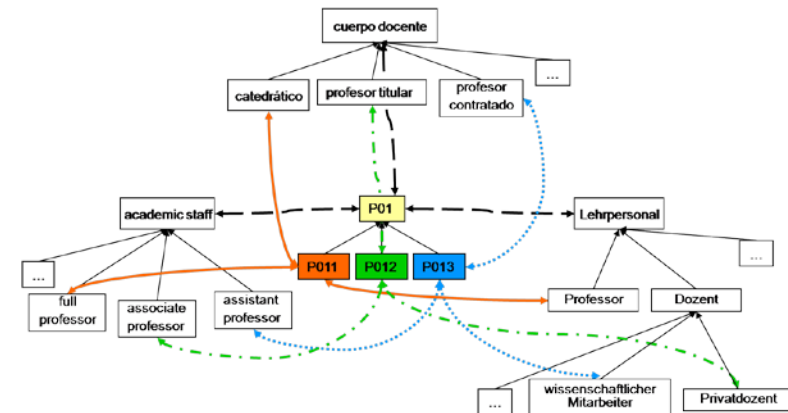 cuerpo docente
...
catedrático
profesor titular
profesor
contratado
academic staff
P01
Lehrpersonal
...
...
P011
P012
P013
full
professor
associate
professor
assistant
professor
Professor
Dozent
...
wissenschaftlicher
Mitarbeiter
Privatdozent